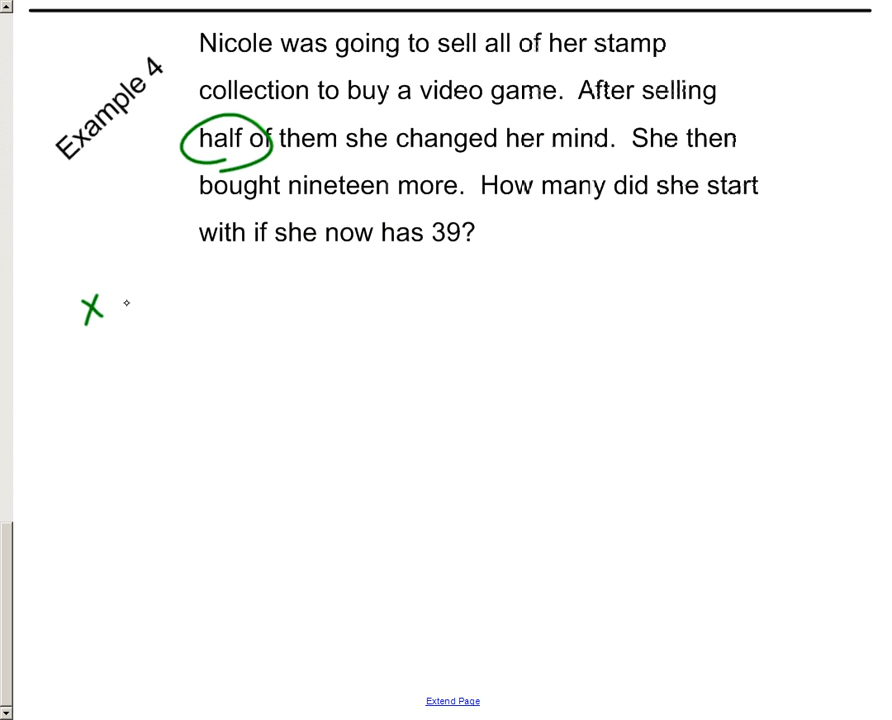 Example 4
Nicole was going to sell all of her stamp
collection to buy a video game.  After selling
half of them she changed her mind.  She then
bought nineteen more.  How many did she start
with if she now has 39?
X
Extend Page